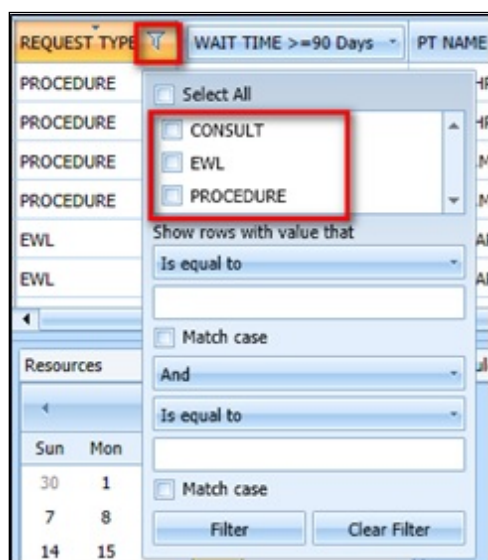 REQUEST TYPE WAIT TIME >=90 Days PT NAME
PROCEDURE
PROCEDURE
PROCEDURE
PROCEDURE
EWL
EWL
Select All
CONSULT
EWL
PROCEDURE
Show rows with value that
Is equal to
Match case
And
Is equal to
Match case
Filter Clear Filter
Resources
Sun Mon
30 1
7 8
14 15